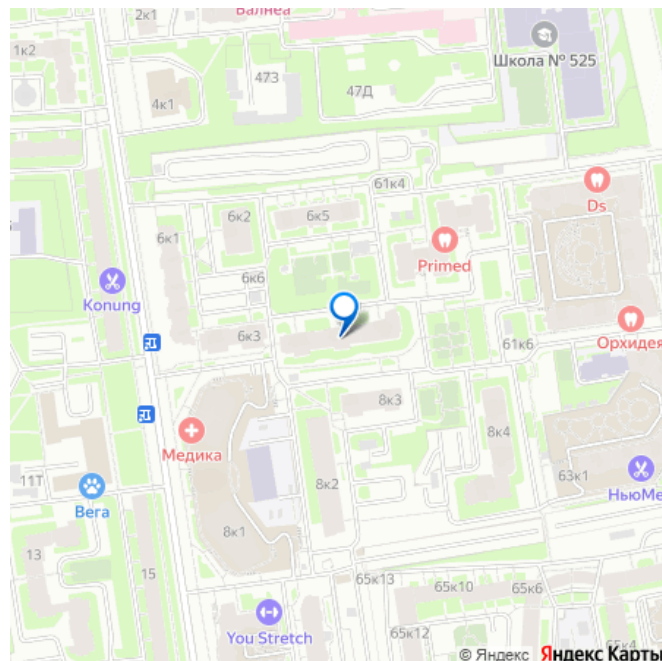 Балнеа
2к1
1к2
Школа № 525
47З
47Д
4к1
61к4
6к5
6к2
6к1
Ds
Primed
6к6
Konung
Орхидея
6к3
61к6
8к3
8к4
Медика
63к1
11Т
8к2
НьюМе
Вега
8к1
13
15
65к13
65к10
65к6
You Stretch
65к12
65к4
© Яндекс Яндекс Карты